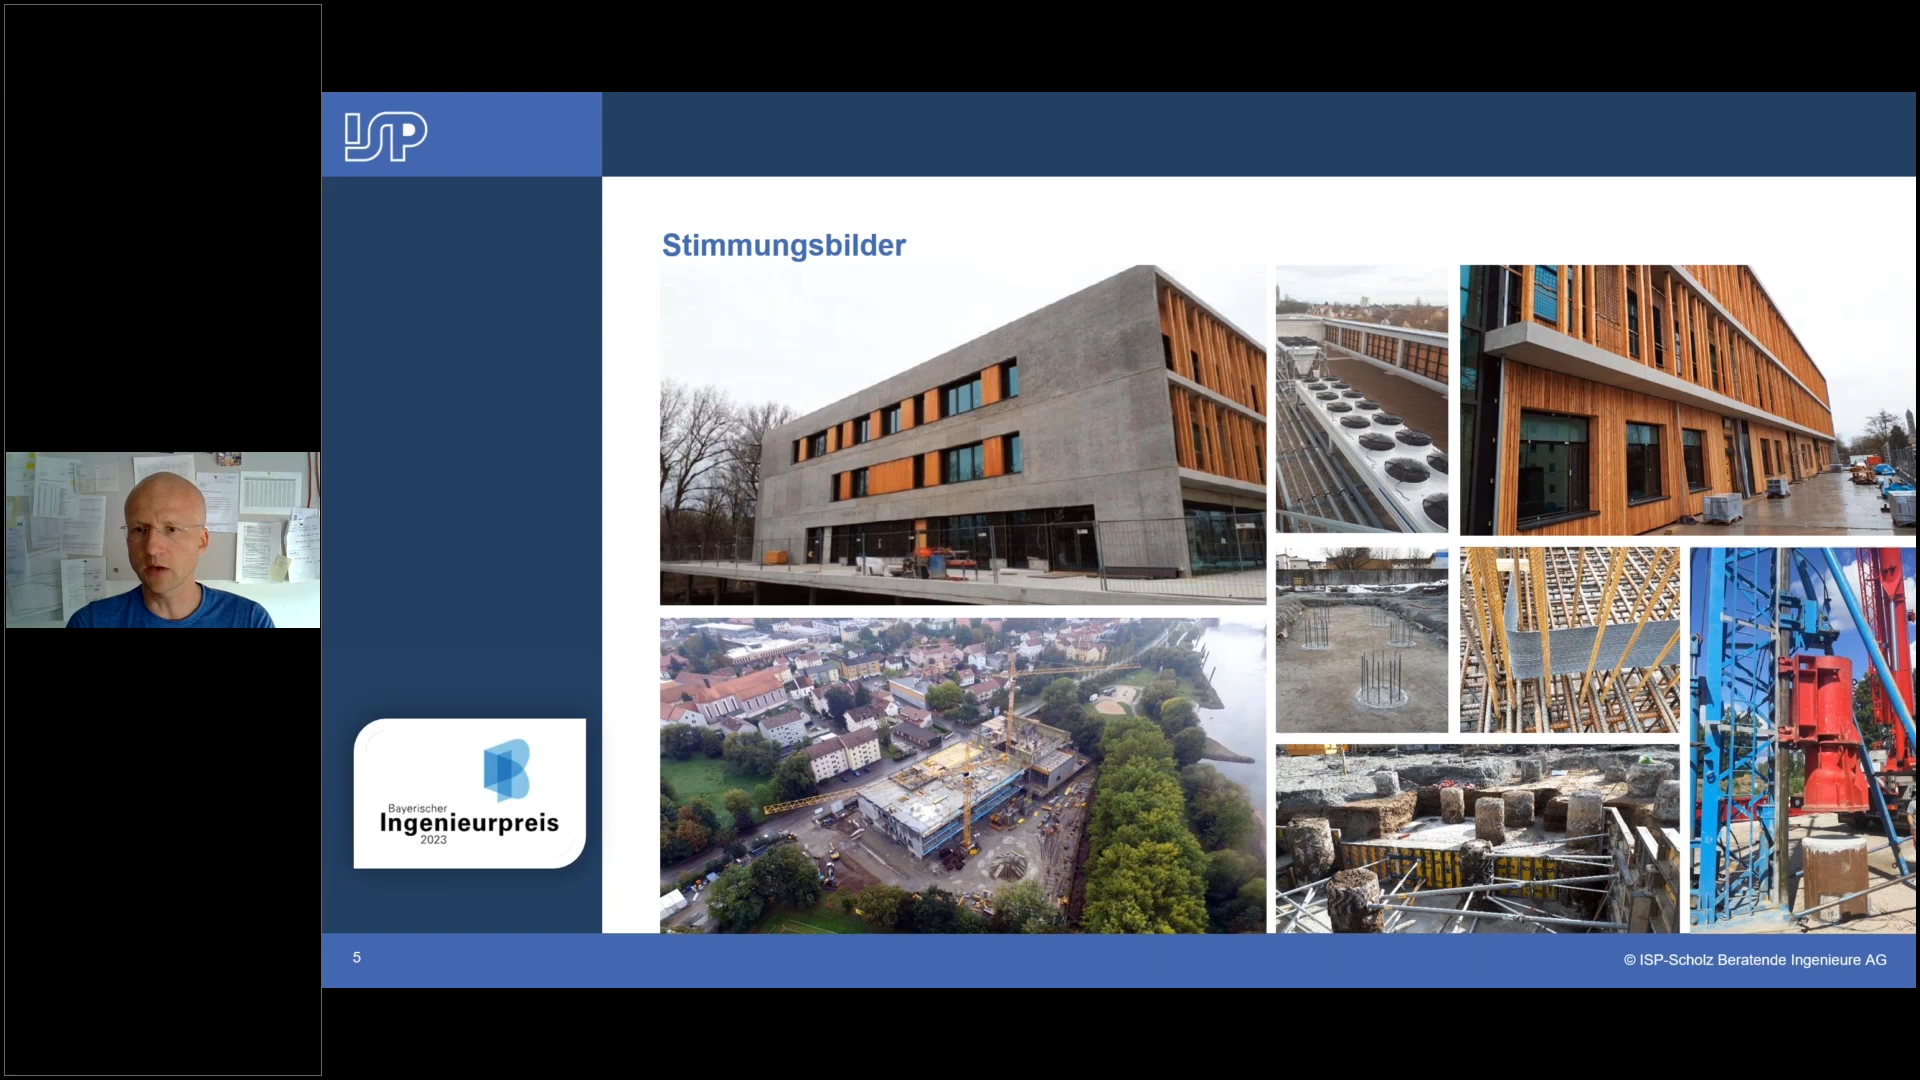 ISP
Stimmungsbilder
Bayerischer
Ingenieurpreis
2023
5
© ISP-Scholz Beratende Ingenieure AG